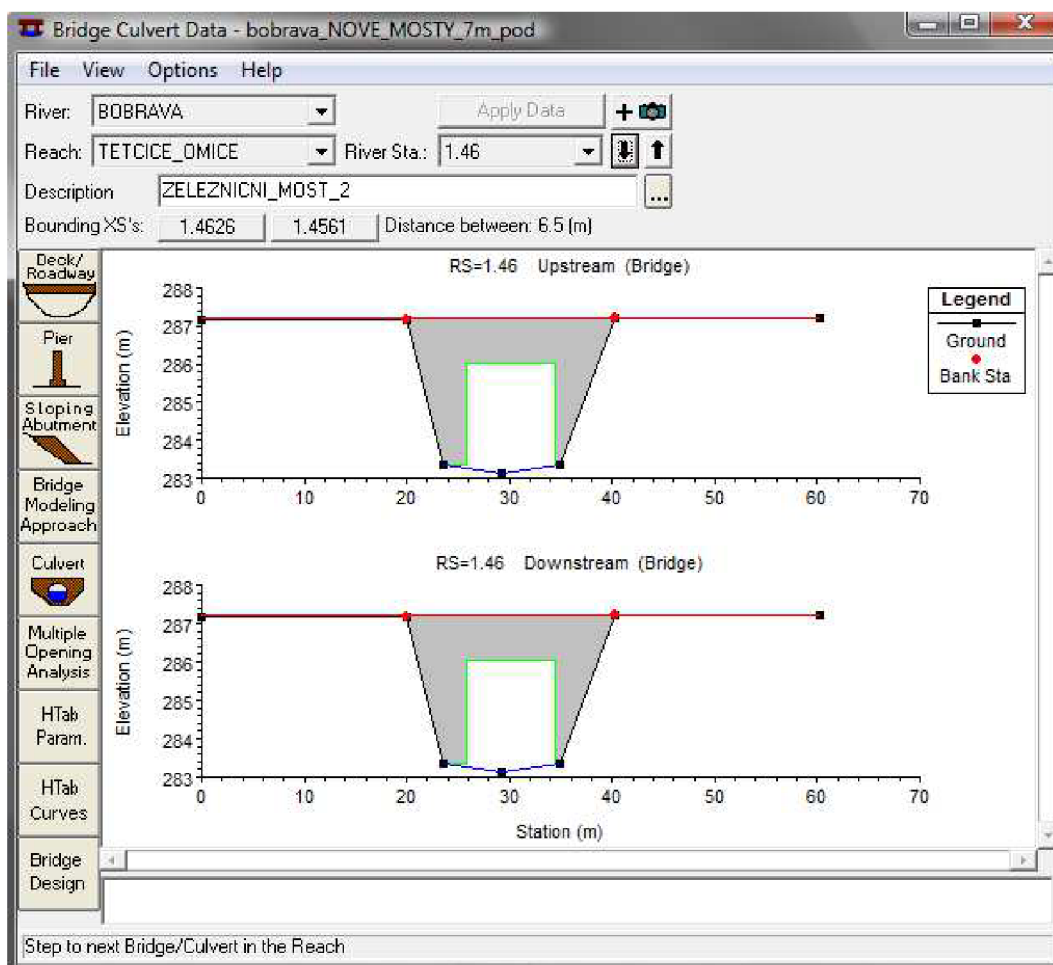 Bridge Culvert Data - bobrava_NOVE_MOSTY_7m_pod
File View Options Help
River: BOBRAVA Apply Data +
Reach: TETCICE_OMICE River Sta.: 1.46
Description ZELEZNICNI_MOST_2 ...
Bounding XS's: 1.4626 1.4561 Distance between: 6.5 (m)
Deck/
Roadway
Pier
Sloping
Abutment
Bridge
Modeling
Approach
Culvert
Multiple
Opening
Analysis
HTab
Param.
HTab
Curves
Bridge
Design
RS=1.46 Upstream (Bridge)
288
287
286
285
284
283
Elevation (m)
0 10 20 30 40 50 60 70
Legend
Ground
Bank Sta
RS=1.46 Downstream (Bridge)
288
287
286
285
284
283
Elevation (m)
0 10 20 30 40 50 60 70
Station (m)
Step to next Bridge/Culvert in the Reach